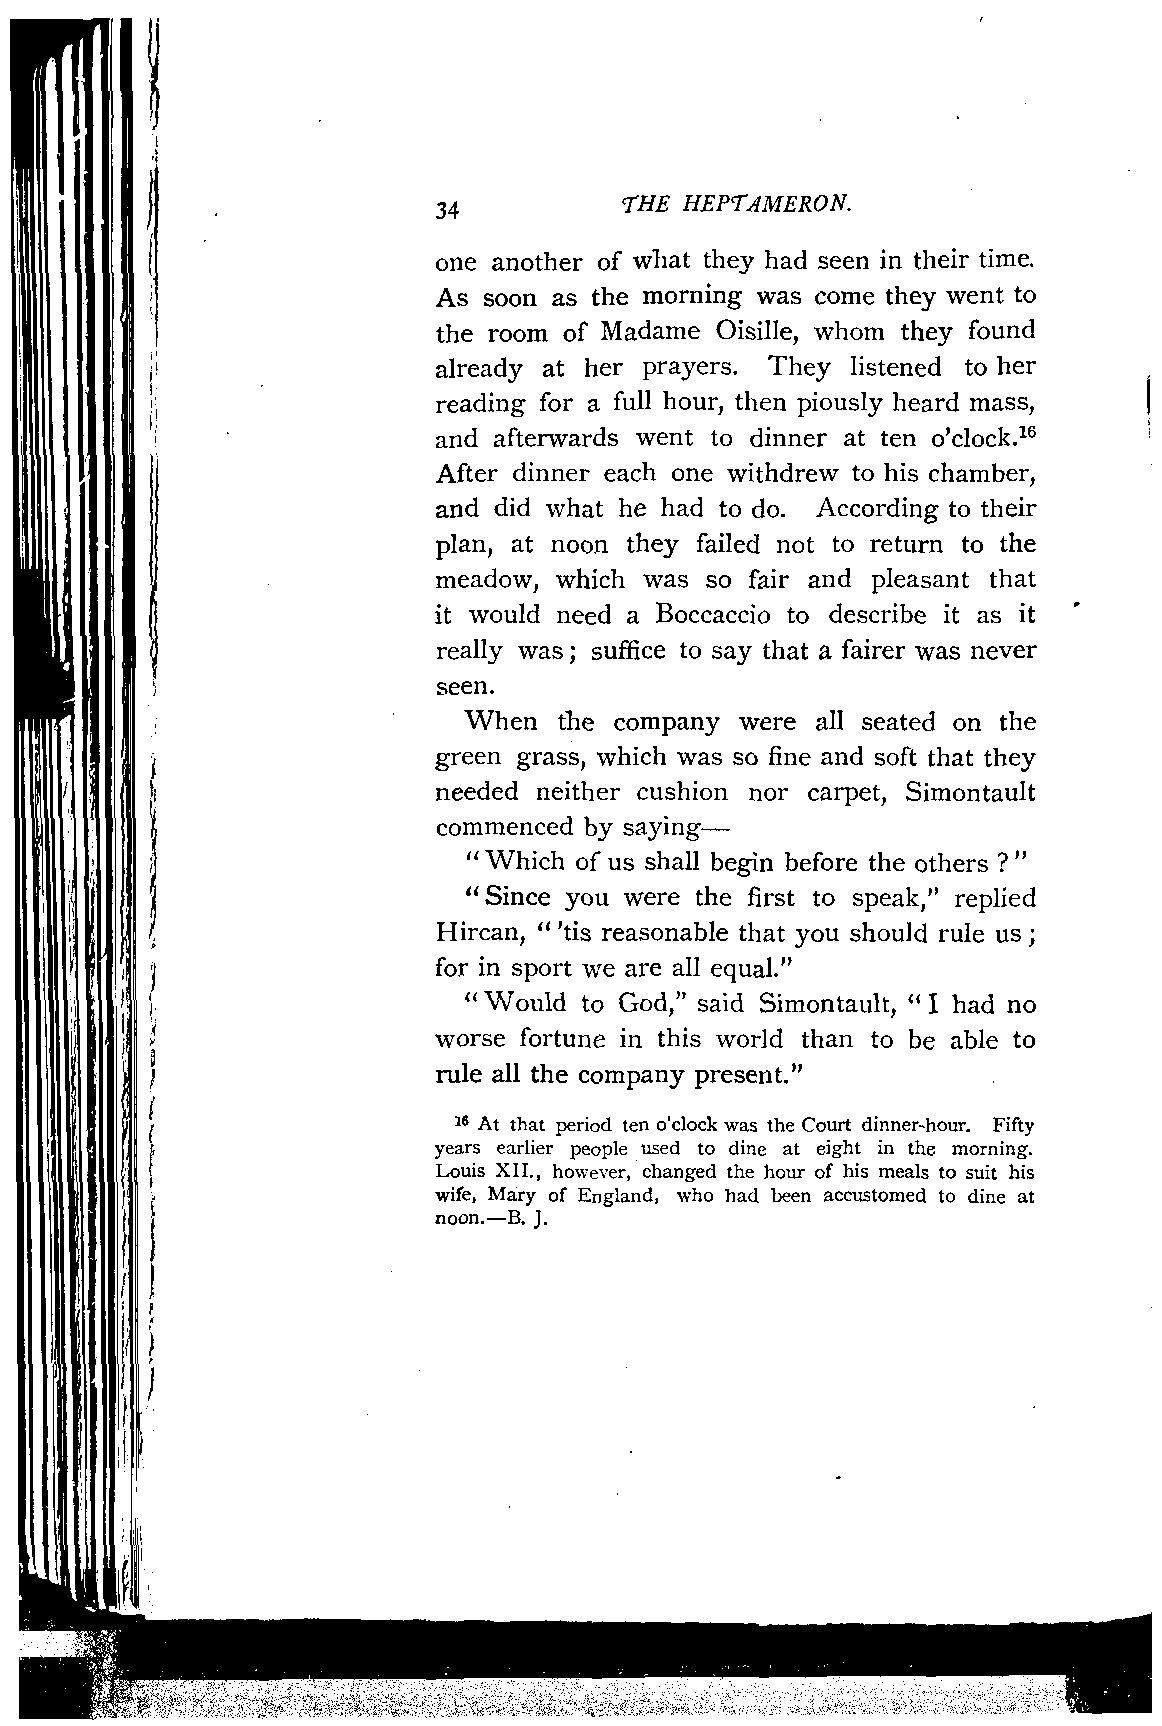 34 THE HEPTAMERON.
one another of what they had seen in their time.
As soon as the morning was come they went to
the room of Madame Oisille, whom they found
already at her prayers. They listened to her
reading for a full hour, then piously heard mass,
and afterwards went to dinner at ten o'clock.¹⁶
After dinner each one withdrew to his chamber,
and did what he had to do. According to their
plan, at noon they failed not to return to the
meadow, which was so fair and pleasant that
it would need a Boccaccio to describe it as it
really was; suffice to say that a fairer was never
seen.
When the company were all seated on the
green grass, which was so fine and soft that they
needed neither cushion nor carpet, Simontault
commenced by saying—
"Which of us shall begin before the others?"
"Since you were the first to speak," replied
Hircan, "'tis reasonable that you should rule us;
for in sport we are all equal."
"Would to God," said Simontault, "I had no
worse fortune in this world than to be able to
rule all the company present."
¹⁶ At that period ten o'clock was the Court dinner-hour. Fifty
years earlier people used to dine at eight in the morning.
Louis XII., however, changed the hour of his meals to suit his
wife, Mary of England, who had been accustomed to dine at
noon.—B. J.